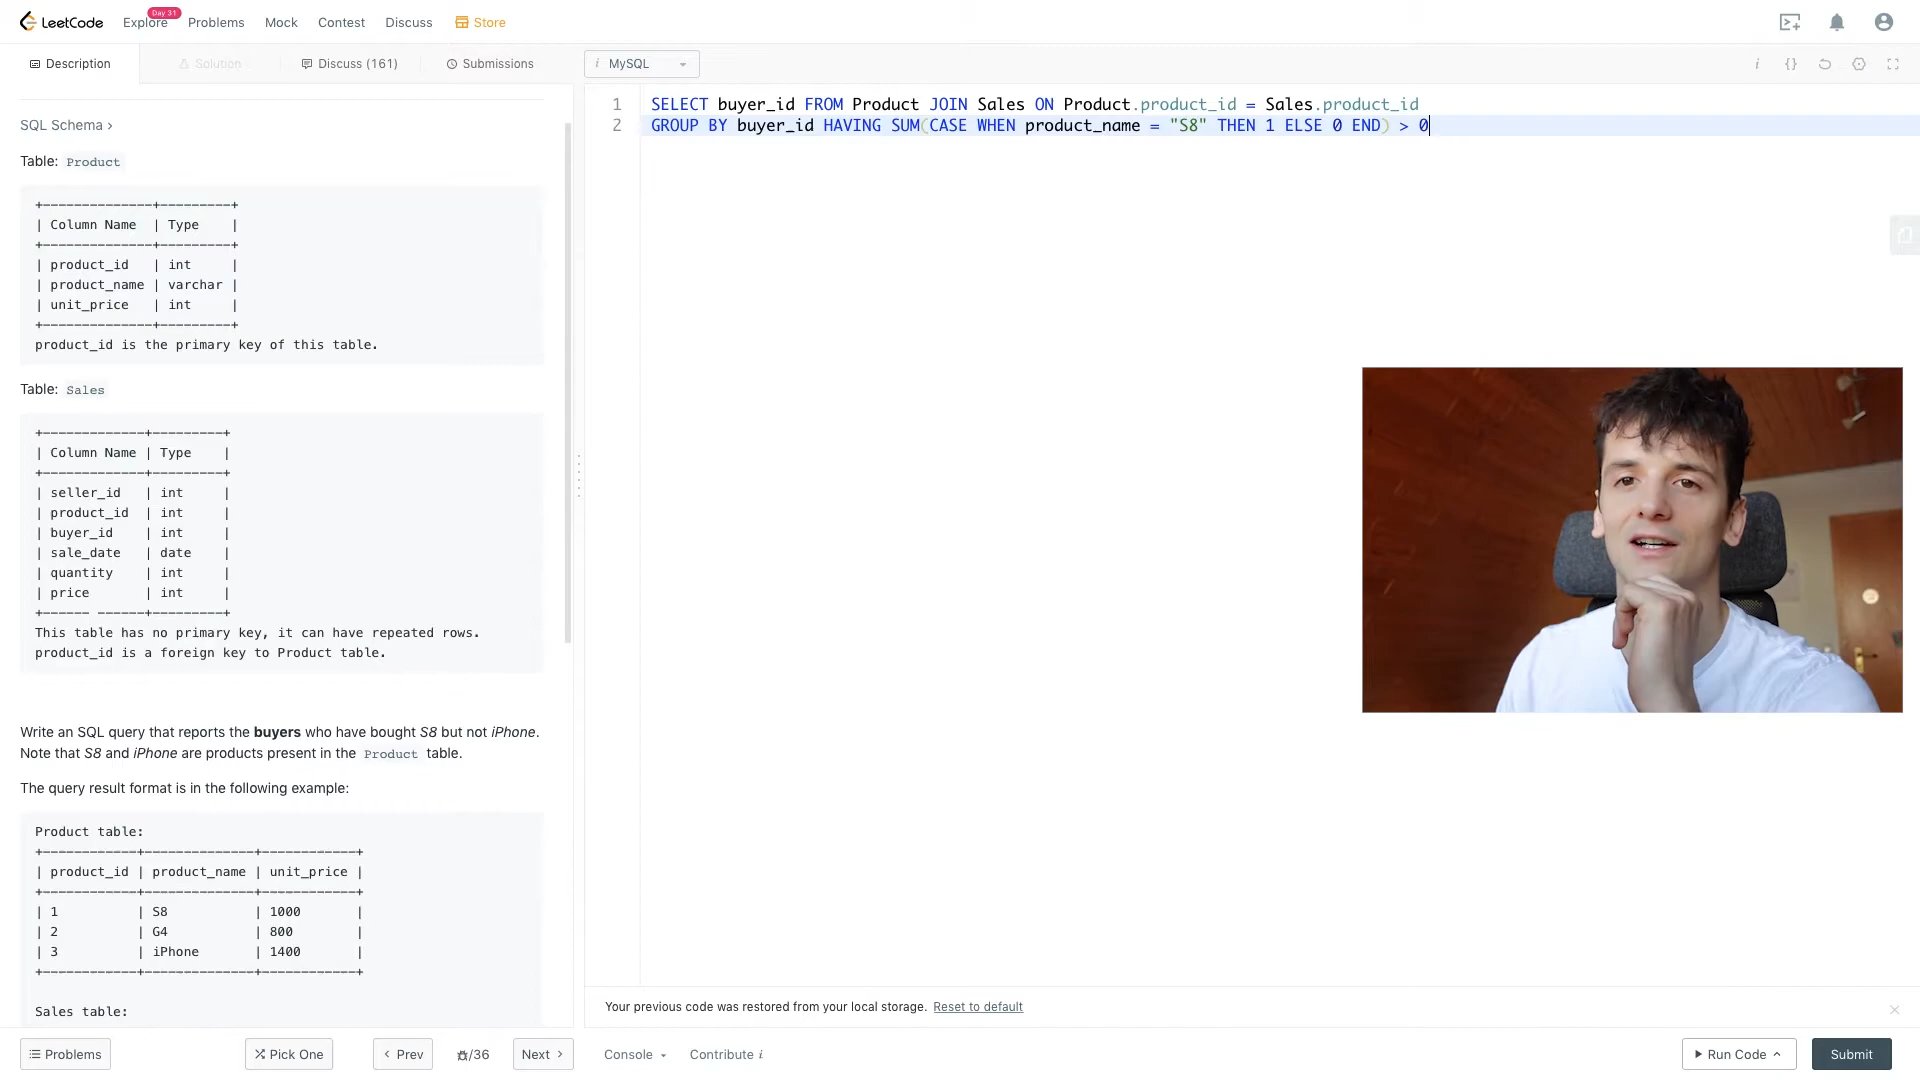 LeetCode
Explore
Day 31
Problems
Mock
Contest
Discuss
Store
Description
Solution
Discuss (161)
Submissions
i MySQL
SQL Schema >
Table: Product
+--------------+---------+
| Column Name  | Type    |
+--------------+---------+
| product_id   | int     |
| product_name | varchar |
| unit_price   | int     |
+--------------+---------+
product_id is the primary key of this table.
Table: Sales
+-------------+---------+
| Column Name | Type    |
+-------------+---------+
| seller_id   | int     |
| product_id  | int     |
| buyer_id    | int     |
| sale_date   | date    |
| quantity    | int     |
| price       | int     |
+------ ------+---------+
This table has no primary key, it can have repeated rows.
product_id is a foreign key to Product table.
Write an SQL query that reports the buyers who have bought S8 but not iPhone.
Note that S8 and iPhone are products present in the Product table.
The query result format is in the following example:
Product table:
+------------+--------------+------------+
| product_id | product_name | unit_price |
+------------+--------------+------------+
| 1          | S8           | 1000       |
| 2          | G4           | 800        |
| 3          | iPhone       | 1400       |
+------------+--------------+------------+
Sales table:
1 SELECT buyer_id FROM Product JOIN Sales ON Product.product_id = Sales.product_id
2 GROUP BY buyer_id HAVING SUM(CASE WHEN product_name = "S8" THEN 1 ELSE 0 END) > 0
i {}
Your previous code was restored from your local storage. Reset to default
Problems
Pick One
< Prev
/36
Next >
Console
Contribute i
Run Code
Submit